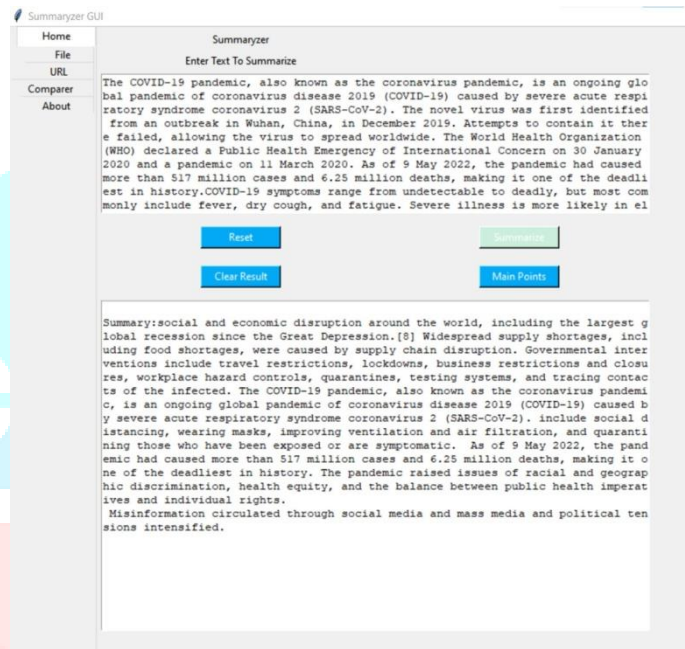 Summaryzer GUI
Home
File
URL
Comparer
About
Summaryzer
Enter Text To Summarize
The COVID-19 pandemic, also known as the coronavirus pandemic, is an ongoing glo
bal pandemic of coronavirus disease 2019 (COVID-19) caused by severe acute respi
ratory syndrome coronavirus 2 (SARS-CoV-2). The novel virus was first identified
from an outbreak in Wuhan, China, in December 2019. Attempts to contain it ther
e failed, allowing the virus to spread worldwide. The World Health Organization
(WHO) declared a Public Health Emergency of International Concern on 30 January
2020 and a pandemic on 11 March 2020. As of 9 May 2022, the pandemic had caused
more than 517 million cases and 6.25 million deaths, making it one of the deadli
est in history.COVID-19 symptoms range from undetectable to deadly, but most com
monly include fever, dry cough, and fatigue. Severe illness is more likely in el
Reset
Summarize
Clear Result
Main Points
Summary:social and economic disruption around the world, including the largest g
lobal recession since the Great Depression.[8] Widespread supply shortages, incl
uding food shortages, were caused by supply chain disruption. Governmental inter
ventions include travel restrictions, lockdowns, business restrictions and closu
res, workplace hazard controls, quarantines, testing systems, and tracing contac
ts of the infected. The COVID-19 pandemic, also known as the coronavirus pandemi
c, is an ongoing global pandemic of coronavirus disease 2019 (COVID-19) caused b
y severe acute respiratory syndrome coronavirus 2 (SARS-CoV-2). include social d
istancing, wearing masks, improving ventilation and air filtration, and quaranti
ning those who have been exposed or are symptomatic.  As of 9 May 2022, the pand
emic had caused more than 517 million cases and 6.25 million deaths, making it o
ne of the deadliest in history. The pandemic raised issues of racial and geograp
hic discrimination, health equity, and the balance between public health imperat
ives and individual rights.
Misinformation circulated through social media and mass media and political ten
sions intensified.